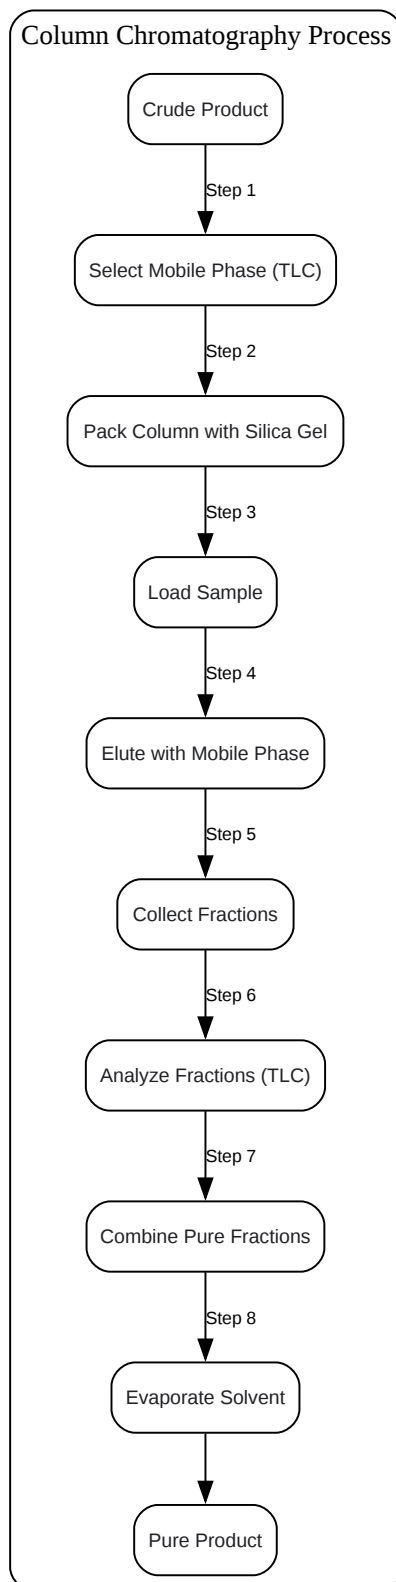 Column Chromatography Process
Crude Product
Step 1
Select Mobile Phase (TLC)
Step 2
Pack Column with Silica Gel
Step 3
Load Sample
Step 4
Elute with Mobile Phase
Step 5
Collect Fractions
Step 6
Analyze Fractions (TLC)
Step 7
Combine Pure Fractions
Step 8
Evaporate Solvent
Pure Product